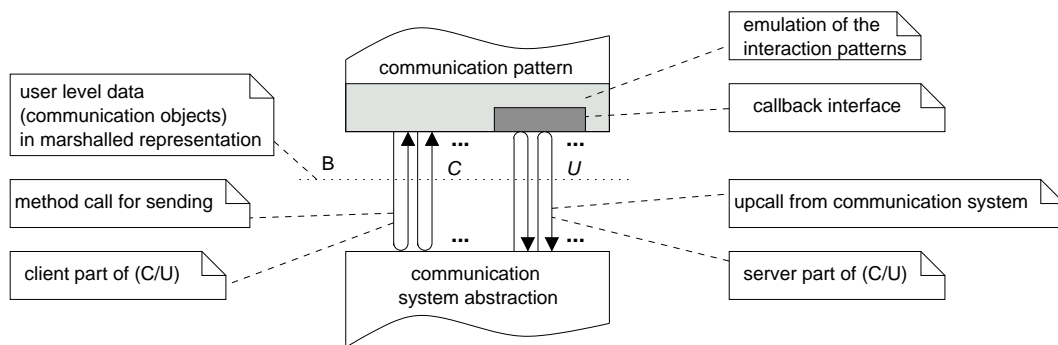 emulation of the
interaction patterns
communication pattern
user level data
(communication objects)
in marshalled representation
callback interface
...
...
B
C
U
method call for sending
upcall from communication system
...
...
client part of (C/U)
communication
system abstraction
server part of (C/U)